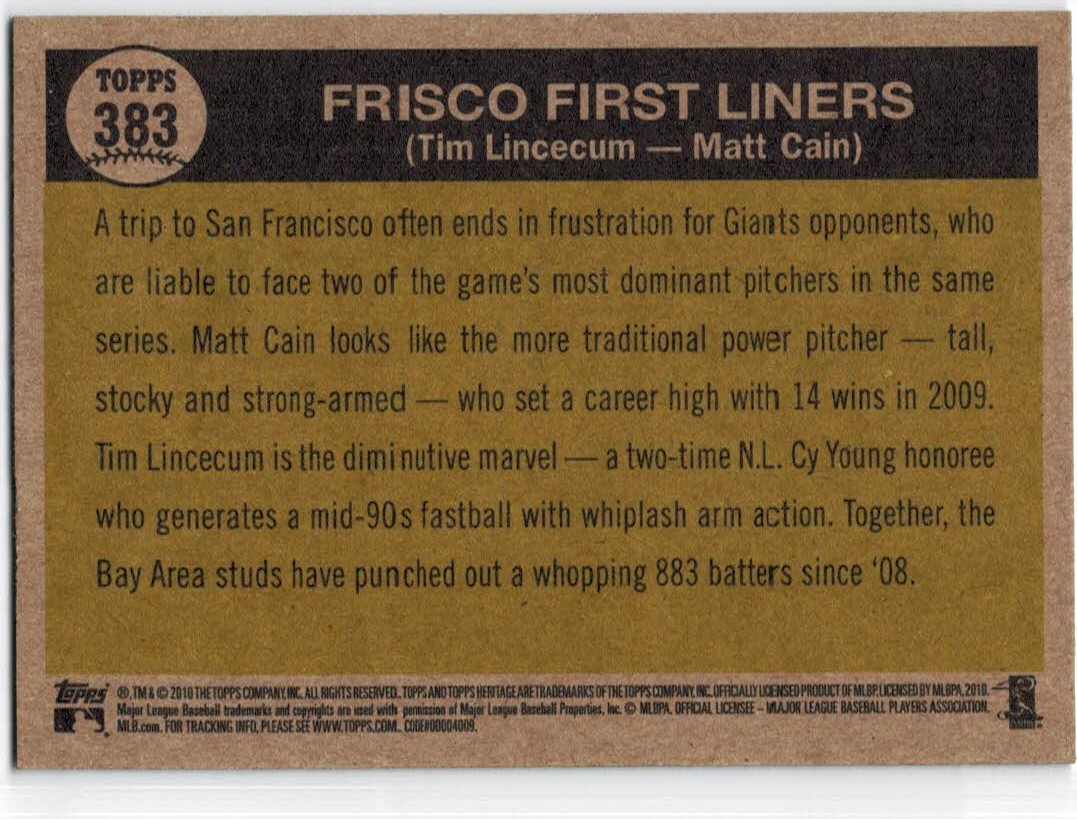 TOPPS
383
FRISCO FIRST LINERS
(Tim Lincecum — Matt Cain)
A trip to San Francisco often ends in frustration for Giants opponents, who
are liable to face two of the game's most dominant pitchers in the same
series. Matt Cain looks like the more traditional power pitcher — tall,
stocky and strong-armed — who set a career high with 14 wins in 2009.
Tim Lincecum is the diminutive marvel — a two-time N.L. Cy Young honoree
who generates a mid-90s fastball with whiplash arm action. Together, the
Bay Area studs have punched out a whopping 883 batters since '08.
Topps ®, TM & © 2010 THE TOPPS COMPANY, INC. ALL RIGHTS RESERVED. TOPPS AND TOPPS HERITAGE ARE TRADEMARKS OF THE TOPPS COMPANY, INC. OFFICIALLY LICENSED PRODUCT OF MLBP. LICENSED BY MLBPA, 2010.
Major League Baseball trademarks and copyrights are used with permission of Major League Baseball Properties, Inc. © MLBPA. OFFICIAL LICENSEE – MAJOR LEAGUE BASEBALL PLAYERS ASSOCIATION.
MLB.com. FOR TRACKING INFO, PLEASE SEE WWW.TOPPS.COM. CODE#00004009.